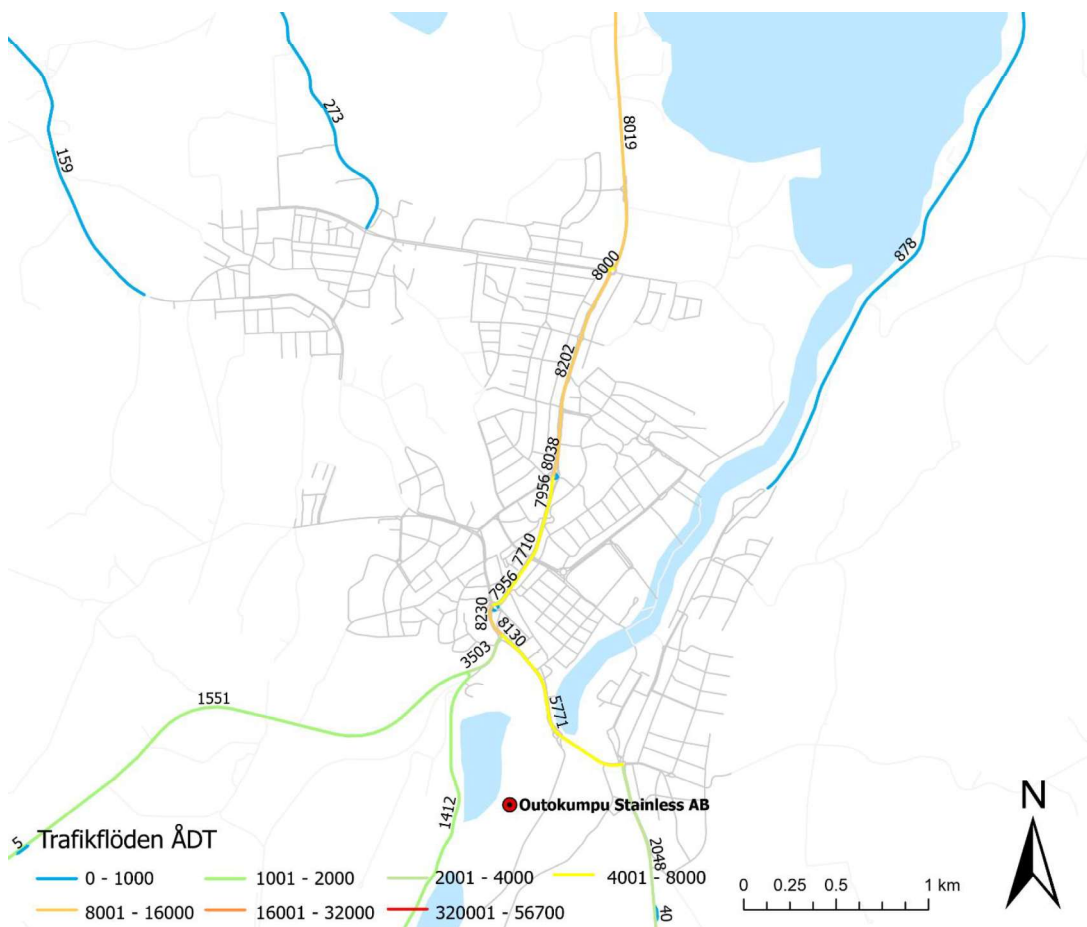 273
8019
159
878
8000
8202
8038
7956
7710
7956
8230
8130
3503
1551
5771
Outokumpu Stainless AB
1412
2048
5
40
N
Trafikflöden ÅDT
0 - 1000
1001 - 2000
2001 - 4000
4001 - 8000
8001 - 16000
16001 - 32000
320001 - 56700
0 0.25 0.5 1 km